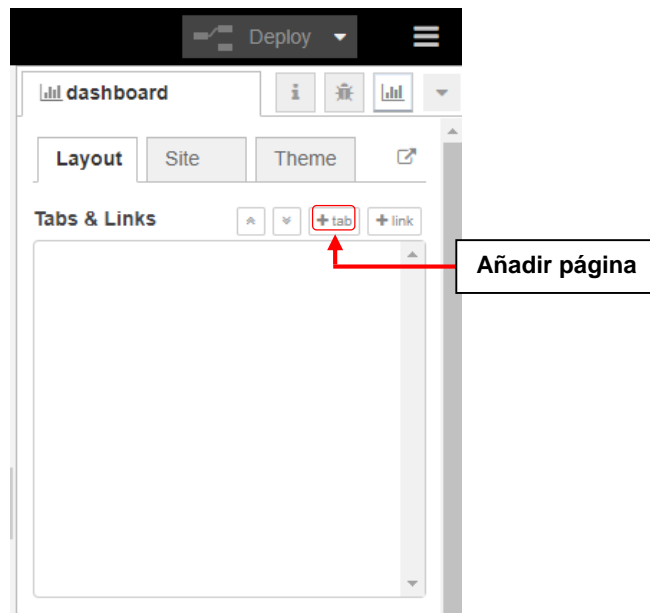 Deploy
dashboard
i
Layout Site Theme
Tabs & Links + tab + link
Añadir página